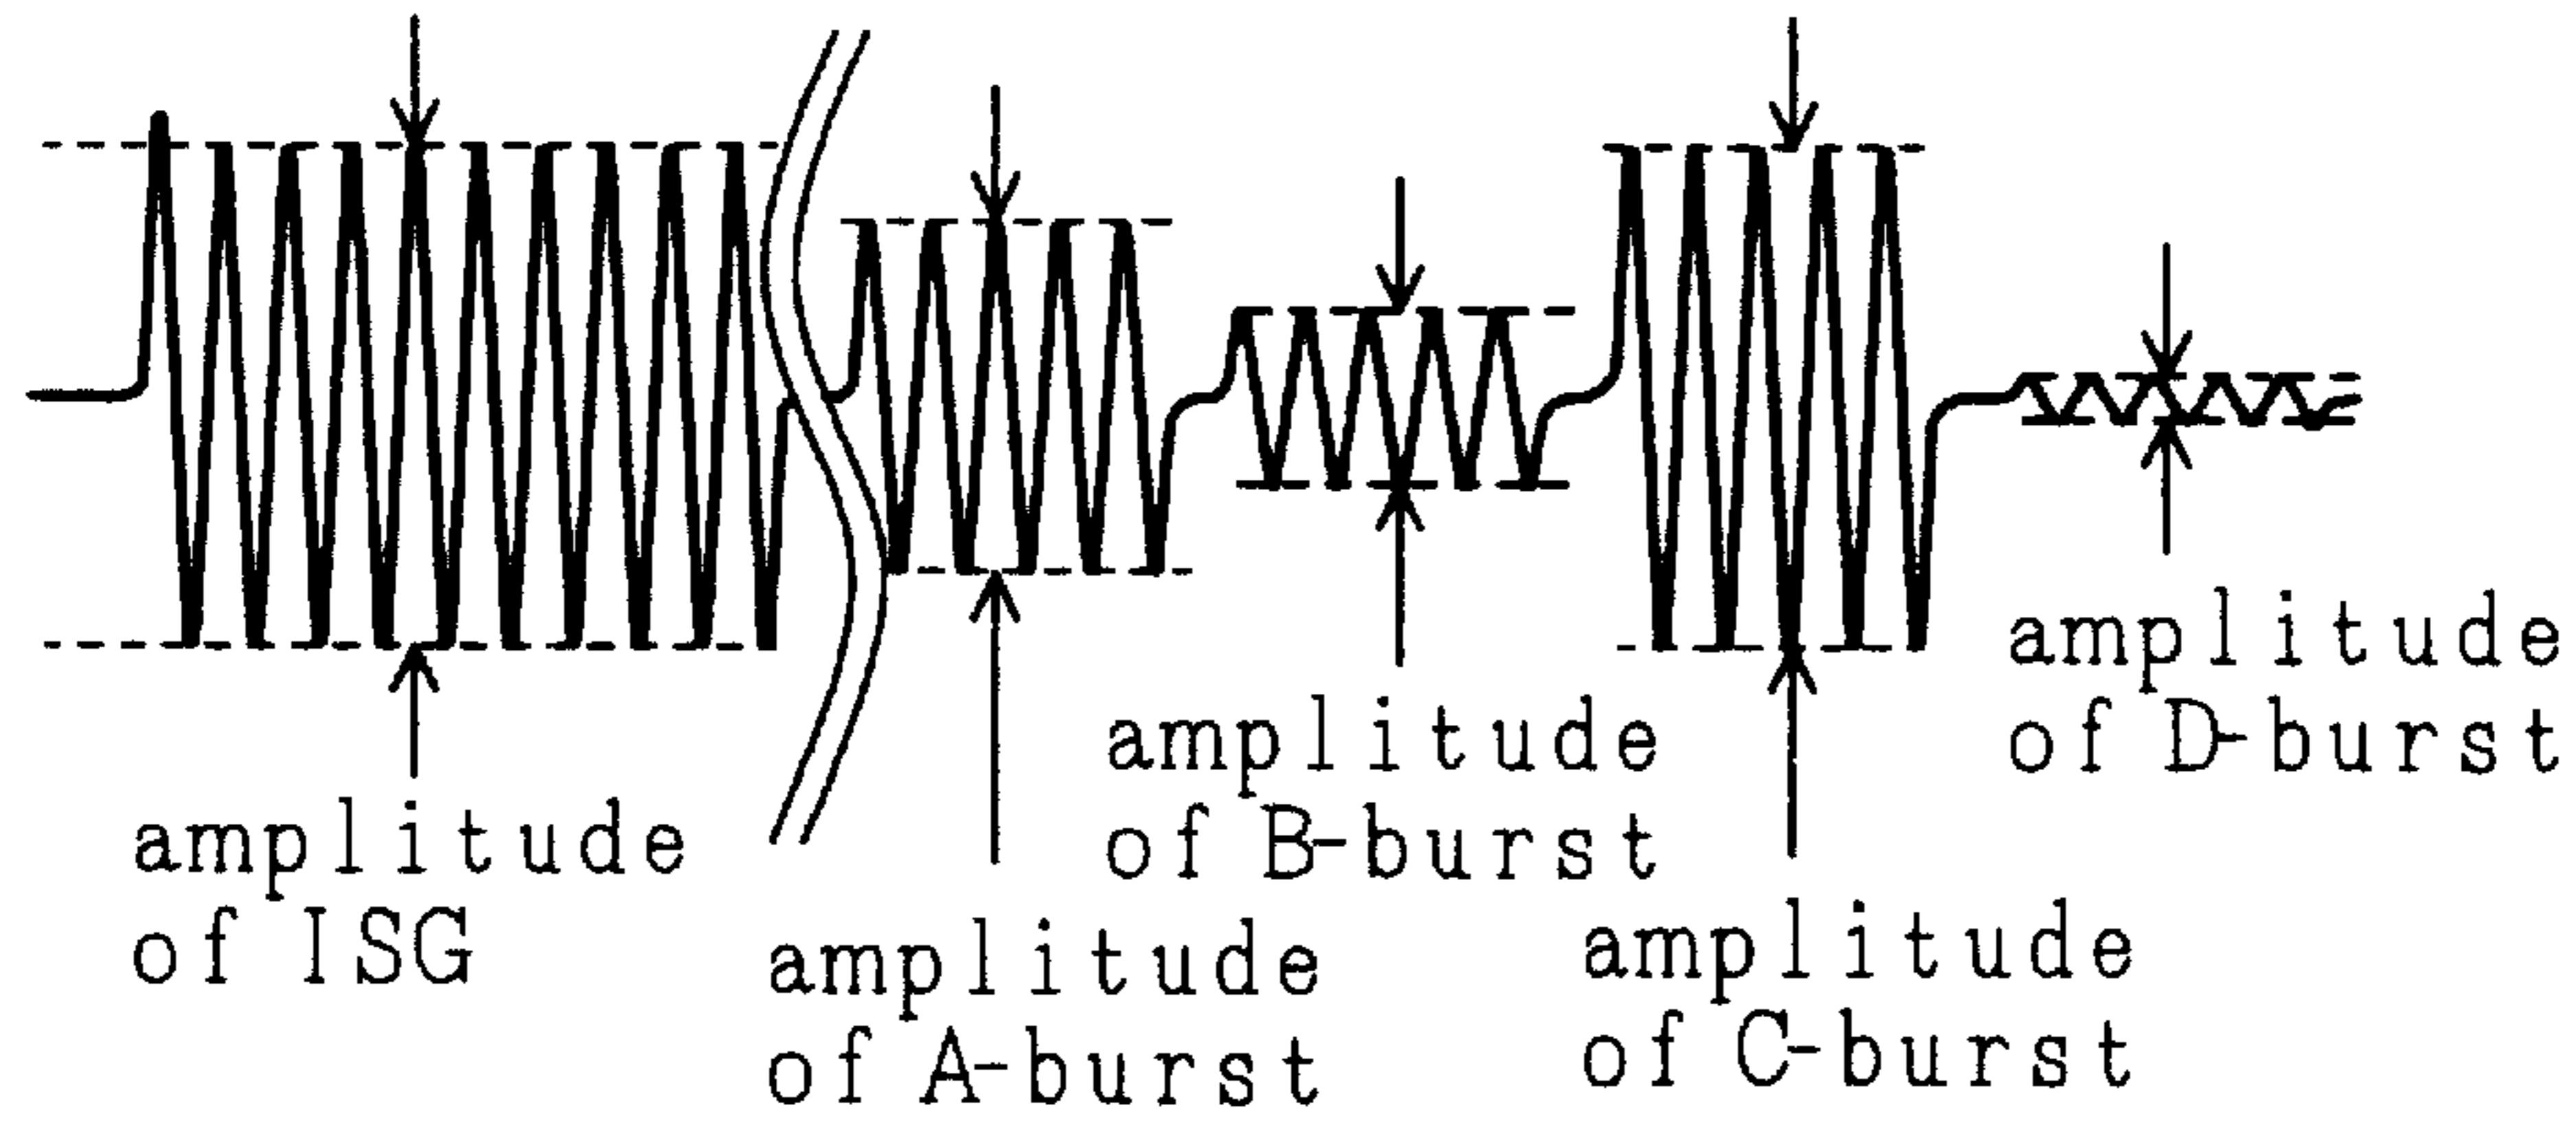 amplitude
of ISG
amplitude
of A-burst
amplitude
of B-burst
amplitude
of C-burst
amplitude
of D-burst